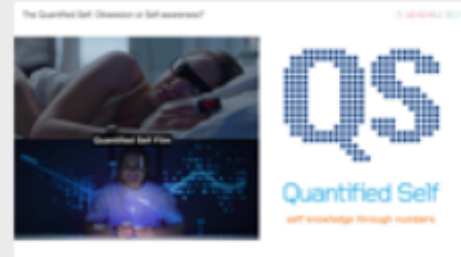 The Quantified Self: Obsession or Self-awareness?
Quantified Self Film
QS
Quantified Self
self knowledge through numbers